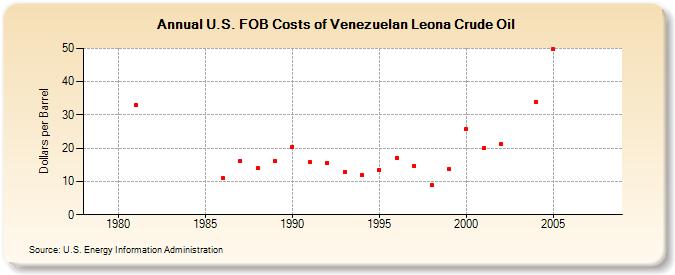 Annual U.S. FOB Costs of Venezuelan Leona Crude Oil
Dollars per Barrel
50
40
30
20
10
0
1980 1985 1990 1995 2000 2005
Source: U.S. Energy Information Administration